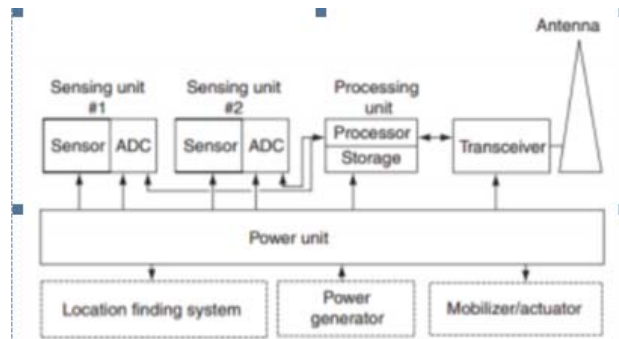 Antenna
Sensing unit
#1
Sensing unit
#2
Processing
unit
Sensor
ADC
Sensor
ADC
Processor
Storage
Transceiver
Power unit
Location finding system
Power
generator
Mobilizer/actuator